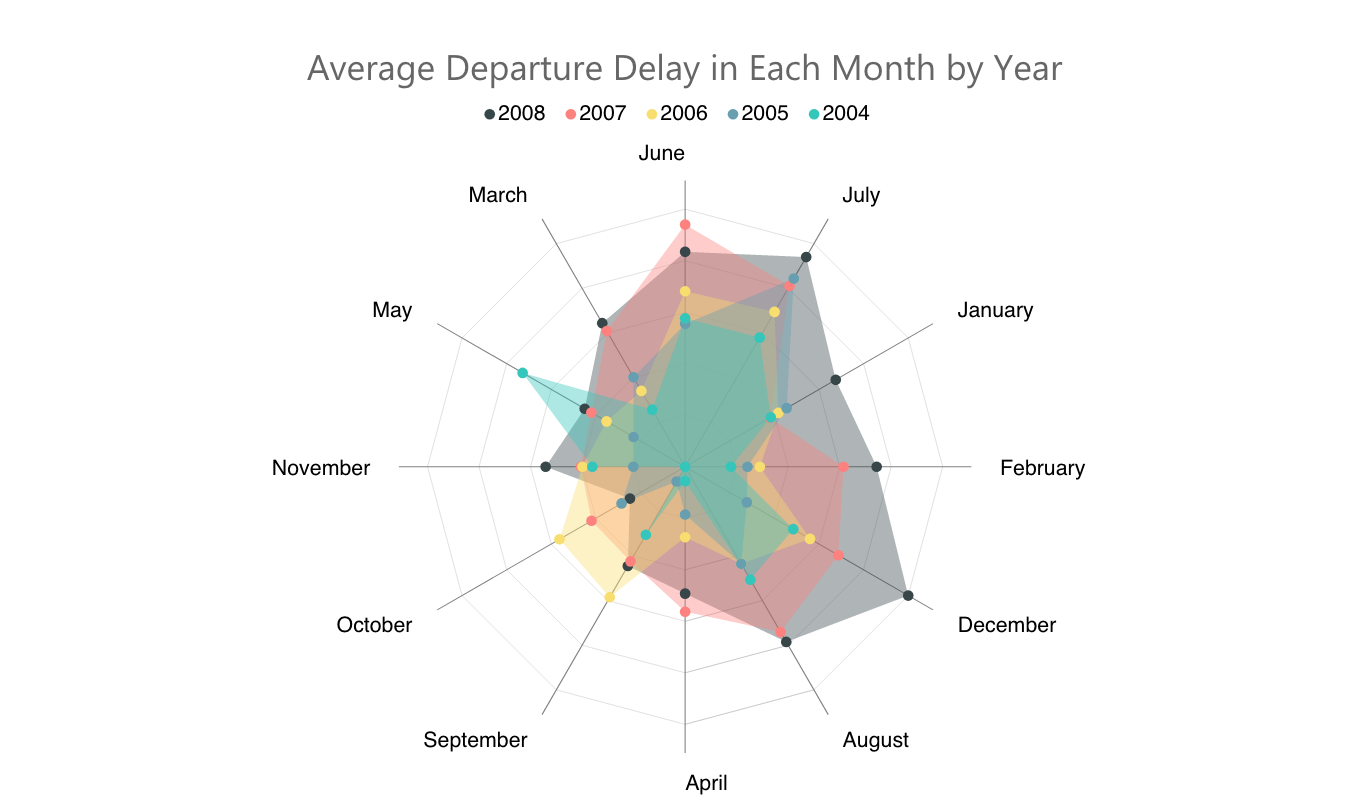 Average Departure Delay in Each Month by Year
2008 2007 2006 2005 2004
June
March
July
May
January
November
February
October
December
September
August
April